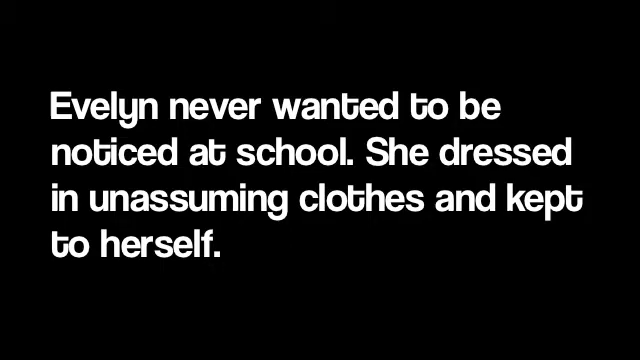 Evelyn never wanted to be
noticed at school. She dressed
in unassuming clothes and kept
to herself.